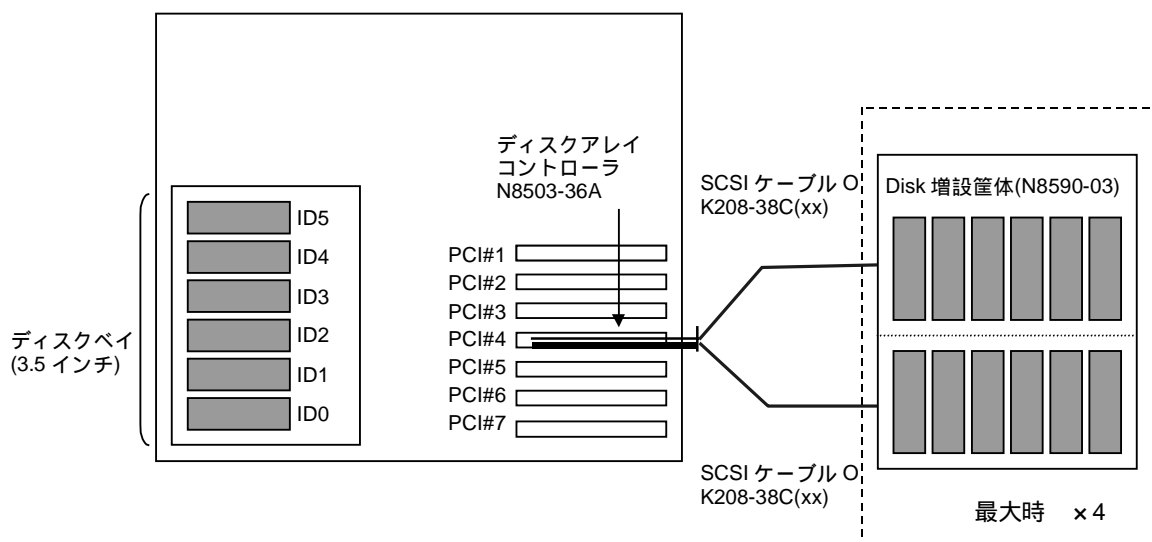 ディスクアレイ
コントローラ
N8503-36A
SCSI ケーブル O
K208-38C(xx)
Disk 増設筐体(N8590-03)
ID5
ID4
ID3
ID2
ID1
ID0
ディスクベイ
(3.5 インチ)
PCI#1
PCI#2
PCI#3
PCI#4
PCI#5
PCI#6
PCI#7
SCSI ケーブル O
K208-38C(xx)
最大時 ×4